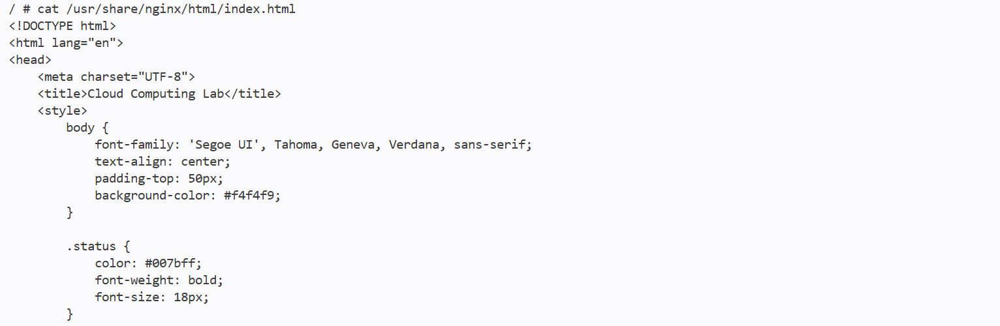 / # cat /usr/share/nginx/html/index.html
<!DOCTYPE html>
<html lang="en">
<head>
    <meta charset="UTF-8">
    <title>Cloud Computing Lab</title>
    <style>
        body {
            font-family: 'Segoe UI', Tahoma, Geneva, Verdana, sans-serif;
            text-align: center;
            padding-top: 50px;
            background-color: #f4f4f9;
        }

        .status {
            color: #007bff;
            font-weight: bold;
            font-size: 18px;
        }